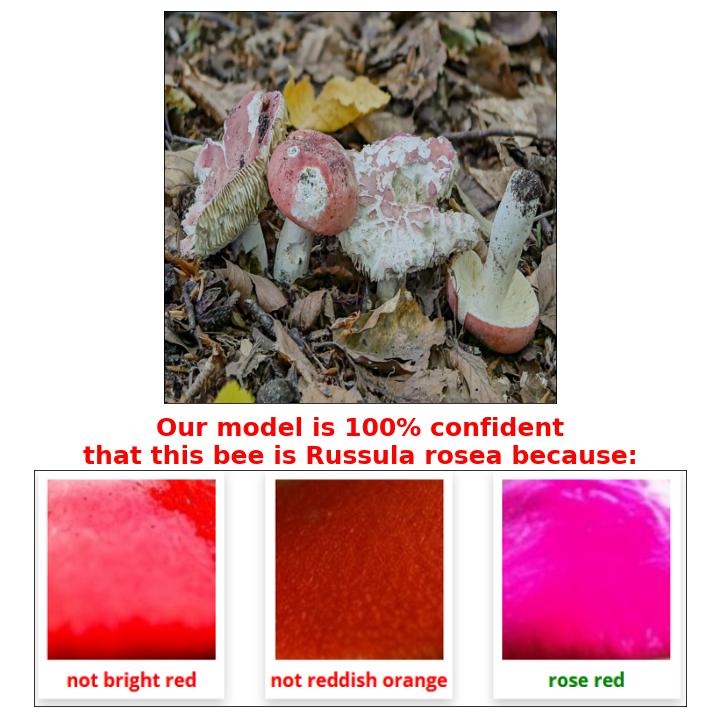 Our model is 100% confident
that this bee is Russula rosea because:
not bright red
not reddish orange
rose red